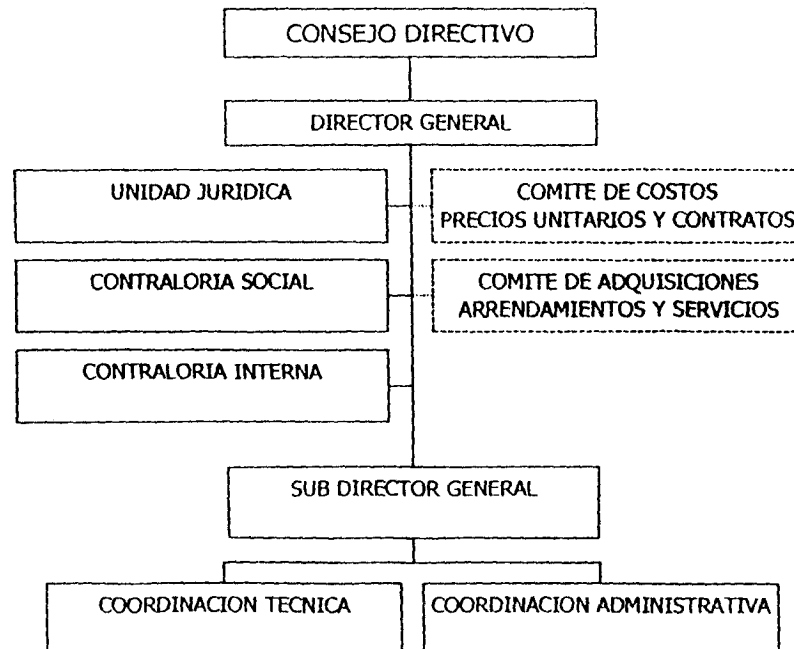 CONSEJO DIRECTIVO
DIRECTOR GENERAL
UNIDAD JURIDICA
COMITE DE COSTOS
PRECIOS UNITARIOS Y CONTRATOS
CONTRALORIA SOCIAL
COMITE DE ADQUISICIONES
ARRENDAMIENTOS Y SERVICIOS
CONTRALORIA INTERNA
SUB DIRECTOR GENERAL
COORDINACION TECNICA
COORDINACION ADMINISTRATIVA